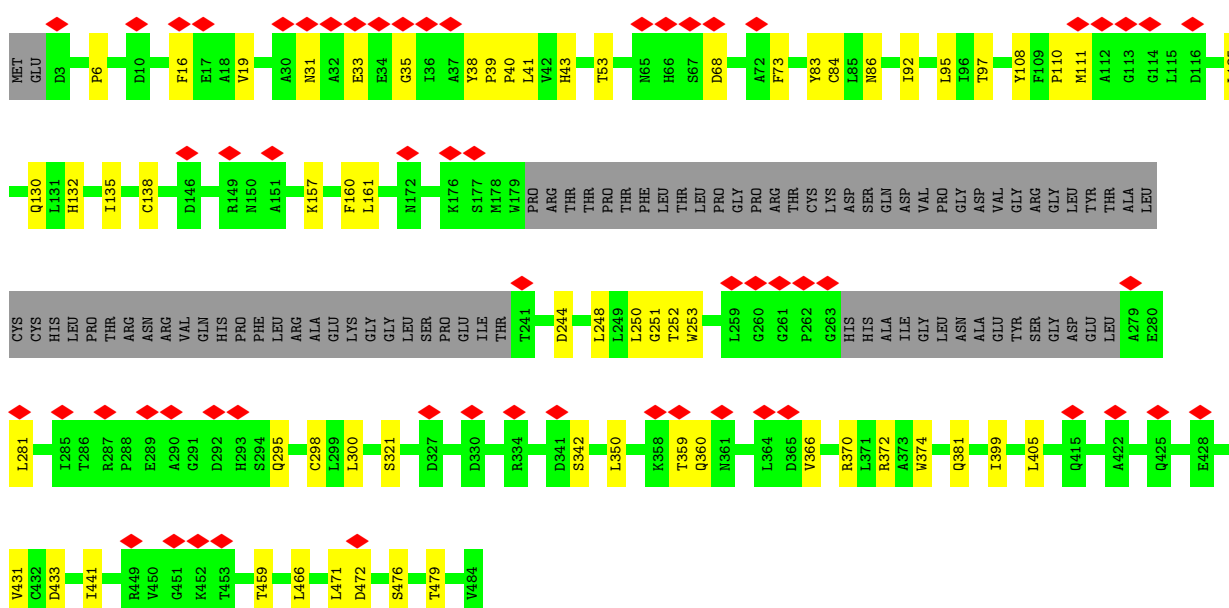 MET GLU D3 P6 D10 F16 E17 A18 V19 A30 N31 A32 E33 E34 G35 I36 A37 Y38 P39 P40 L41 V42 H43 T53 N65 H66 S67 D68 A72 F73 Y83 C84 L85 N86 I92 L95 I96 T97 Y108 F109 P110 M111 A112 G113 G114 L115 D116
Q130 L131 H132 I135 C138 D146 R149 N150 A151 K157 F160 L161 N172 K176 S177 M178 W179 PRO ARG THR THR PRO THR PHE LEU THR LEU PRO GLY PRO ARG THR CYS LYS ASP SER GLN ASP VAL PRO GLY ASP VAL GLY ARG GLY LEU TYR THR ALA LEU
CYS CYS HIS LEU PRO THR ARG ASN ARG VAL GLN HIS PRO PHE LEU ARG ALA GLU LYS GLY GLY LEU SER PRO GLU ILE THR T241 D244 L248 L249 L250 G251 T252 W253 L259 G260 G261 P262 G263 HIS HIS ALA ILE GLY LEU ASN ALA GLU TYR SER GLY ASP GLU LEU A279 E280
L281 I285 T286 R287 P288 E289 A290 G291 D292 H293 S294 Q295 C298 L299 L300 S321 D327 D330 R334 D341 S342 L350 K358 T359 Q360 N361 L364 D365 V366 R370 L371 R372 A373 W374 Q381 I399 L405 Q415 A422 Q425 E428
V431 C432 D433 I441 R449 V450 G451 K452 T453 T459 L466 L471 D472 S476 T479 V484